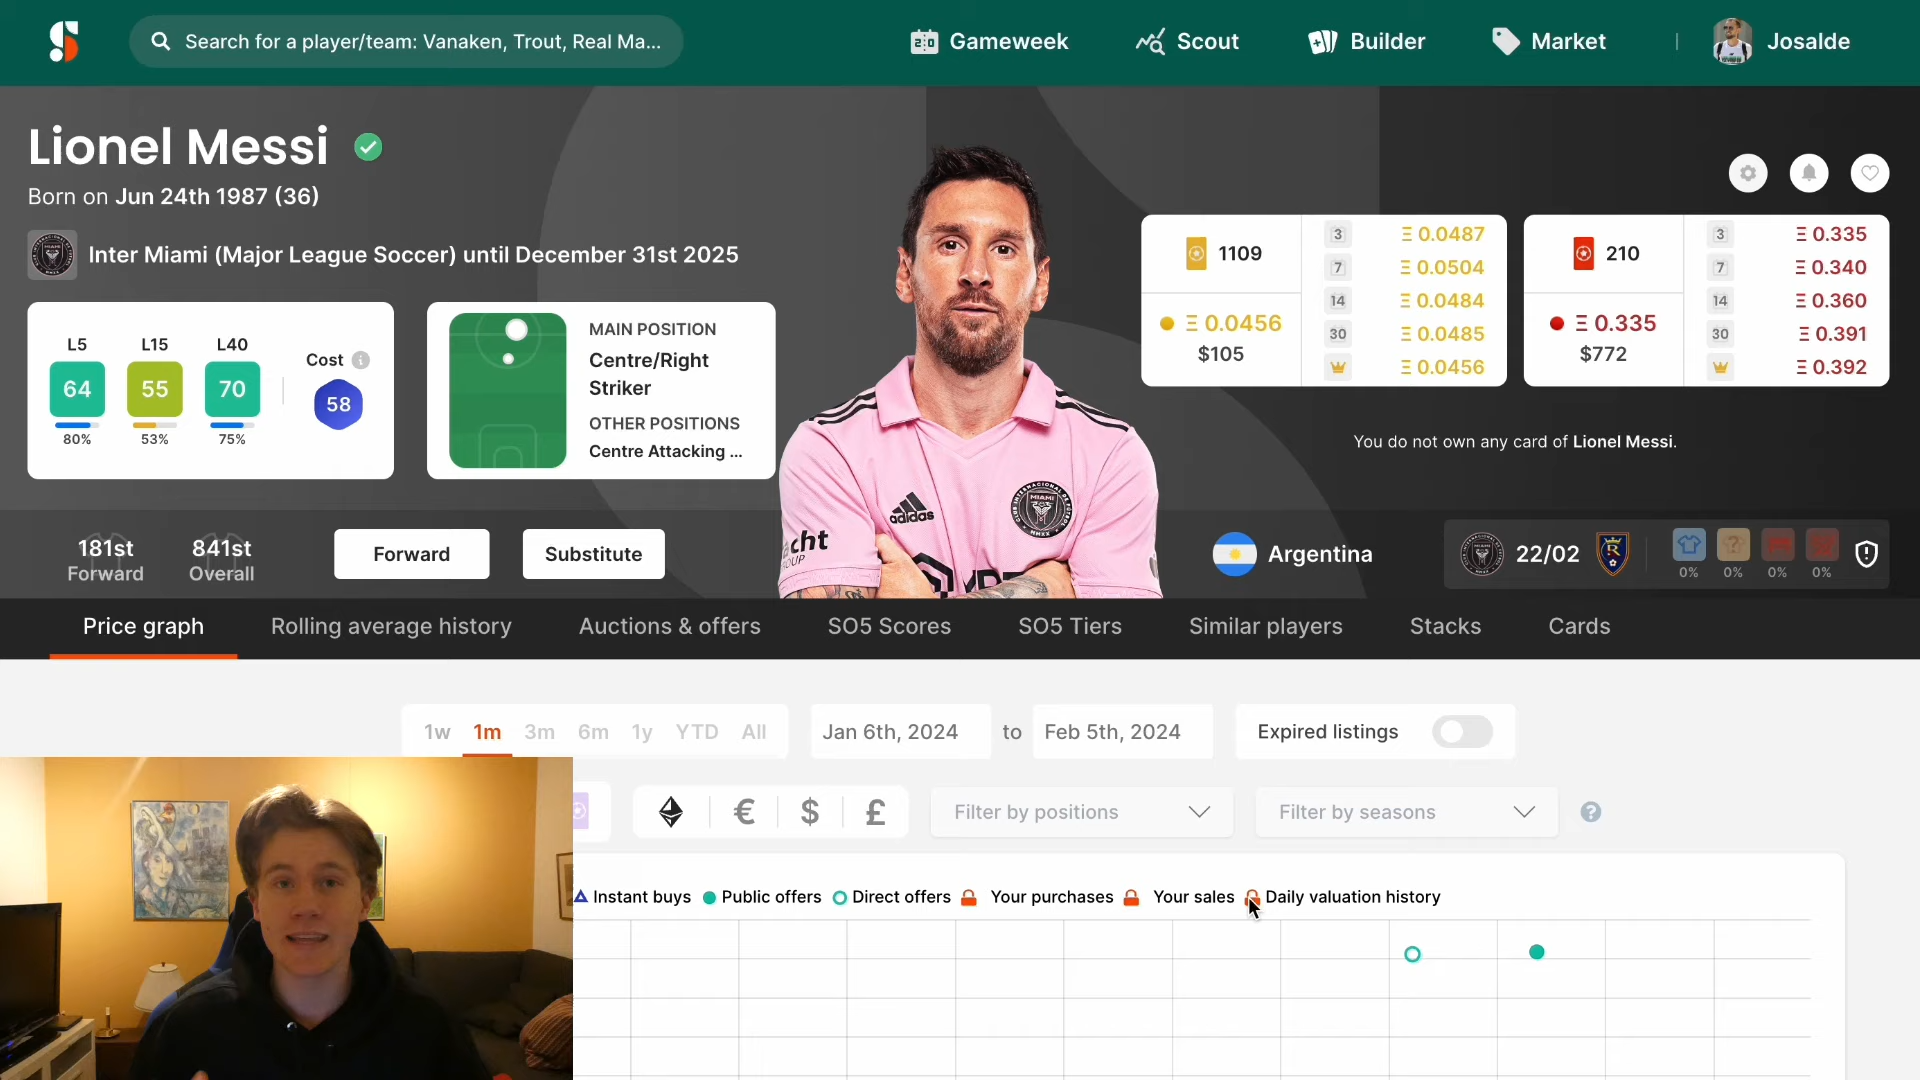 Search for a player/team: Vanaken, Trout, Real Ma...
2:0 Gameweek
Scout
Builder
Market
Josalde
Lionel Messi
Born on Jun 24th 1987 (36)
Inter Miami (Major League Soccer) until December 31st 2025
L5 L15 L40
64 55 70
80% 53% 75%
Cost
58
MAIN POSITION
Centre/Right
Striker
OTHER POSITIONS
Centre Attacking ...
1109
Ξ 0.0456
$105
3 Ξ 0.0487
7 Ξ 0.0504
14 Ξ 0.0484
30 Ξ 0.0485
Ξ 0.0456
210
Ξ 0.335
$772
3 Ξ 0.335
7 Ξ 0.340
14 Ξ 0.360
30 Ξ 0.391
Ξ 0.392
You do not own any card of Lionel Messi.
adidas
MIAMI
181st
Forward
841st
Overall
Forward
Substitute
Argentina
22/02
0% 0% 0% 0%
Price graph
Rolling average history
Auctions & offers
SO5 Scores
SO5 Tiers
Similar players
Stacks
Cards
1w 1m 3m 6m 1y YTD All
Jan 6th, 2024 to Feb 5th, 2024
Expired listings
€ $ £
Filter by positions
Filter by seasons
?
Instant buys Public offers Direct offers Your purchases Your sales Daily valuation history